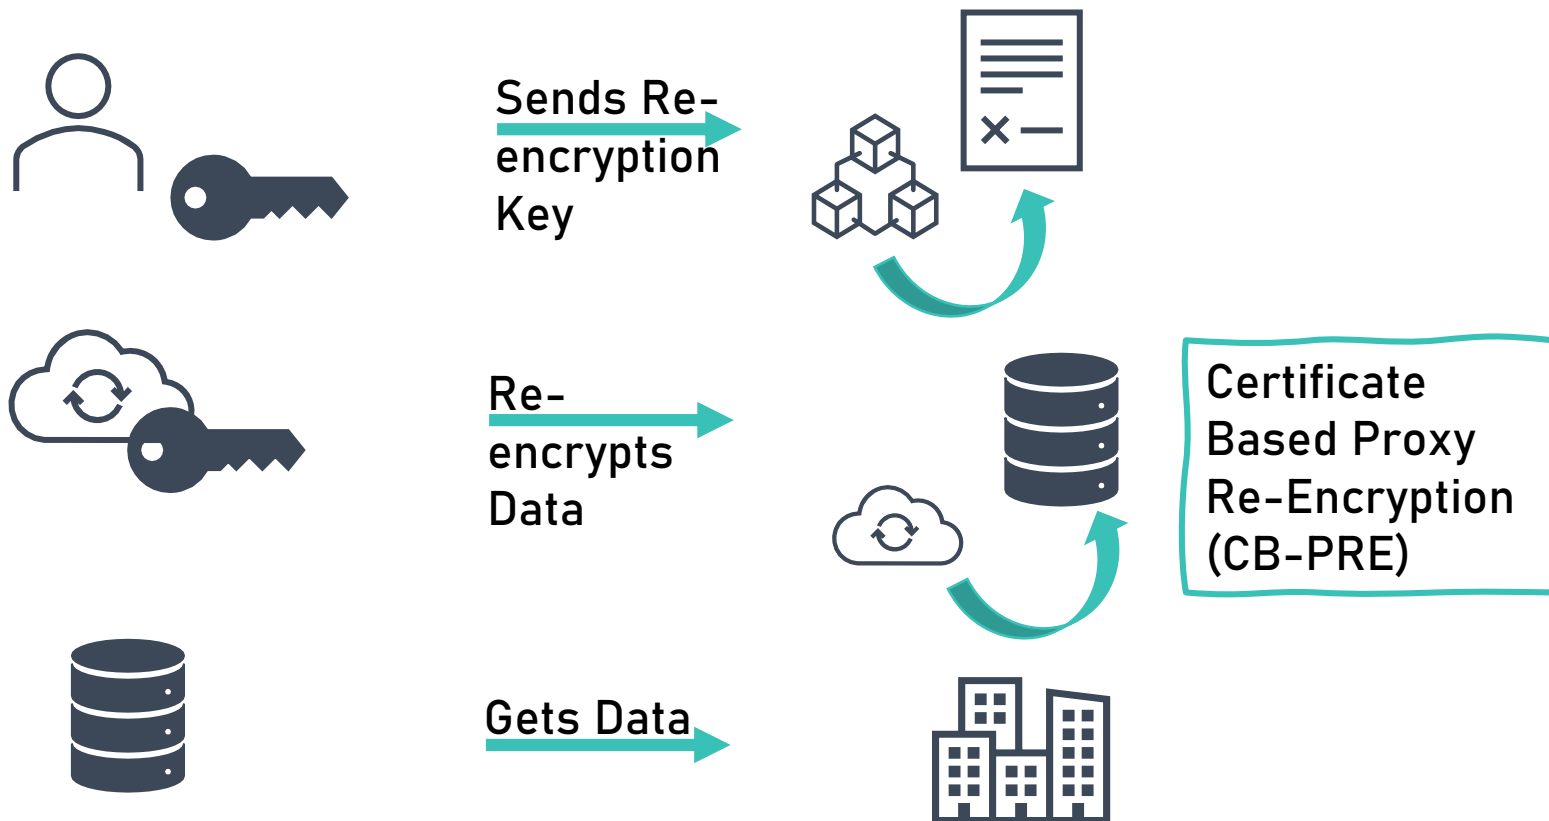 Sends Re-
encryption
Key
Re-
encrypts
Data
Certificate
Based Proxy
Re-Encryption
(CB-PRE)
Gets Data